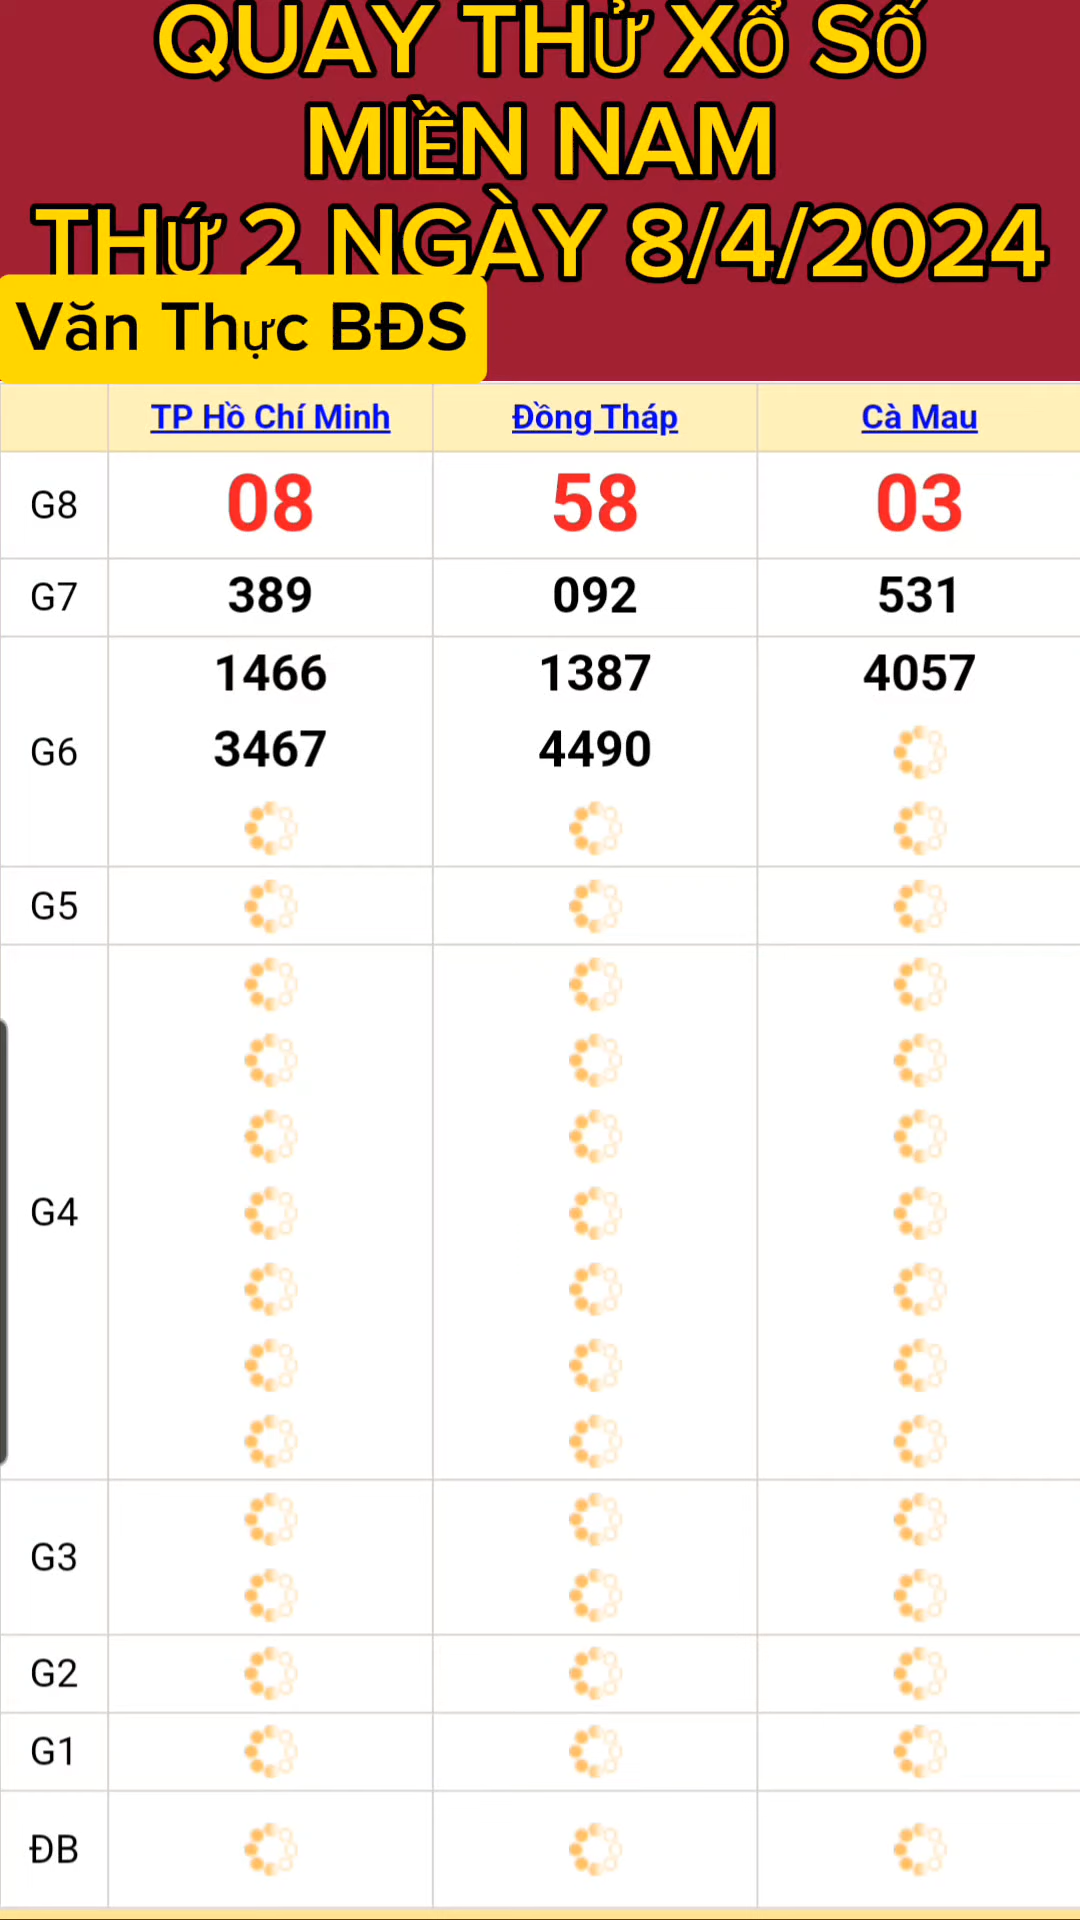 QUAY THỬ XỔ SỐ
MIỀN NAM
THỨ 2 NGÀY 8/4/2024
Văn Thực BĐS
TP Hồ Chí Minh Đồng Tháp Cà Mau
G8 08 58 03
G7 389 092 531
1466 1387 4057
G6 3467 4490
G5
G4
G3
G2
G1
ĐB